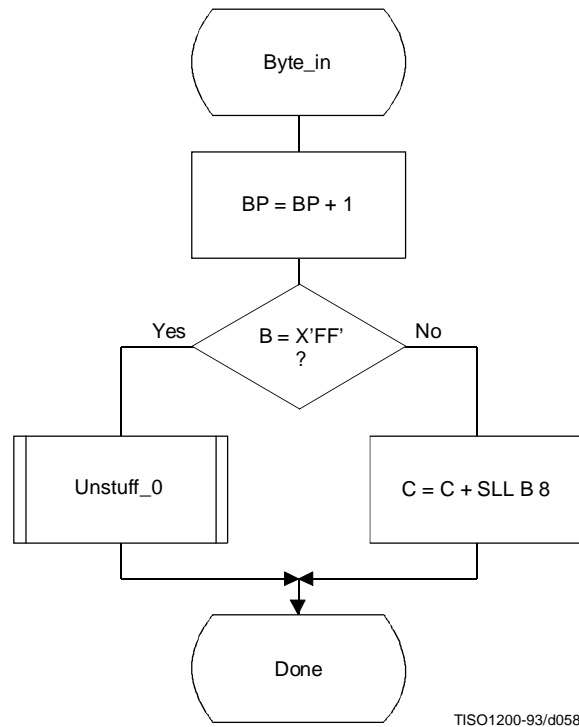 Byte_in
BP = BP + 1
Yes
B = X’FF’
?
No
Unstuff_0
C = C + SLL B 8
Done
TISO1200-93/d058